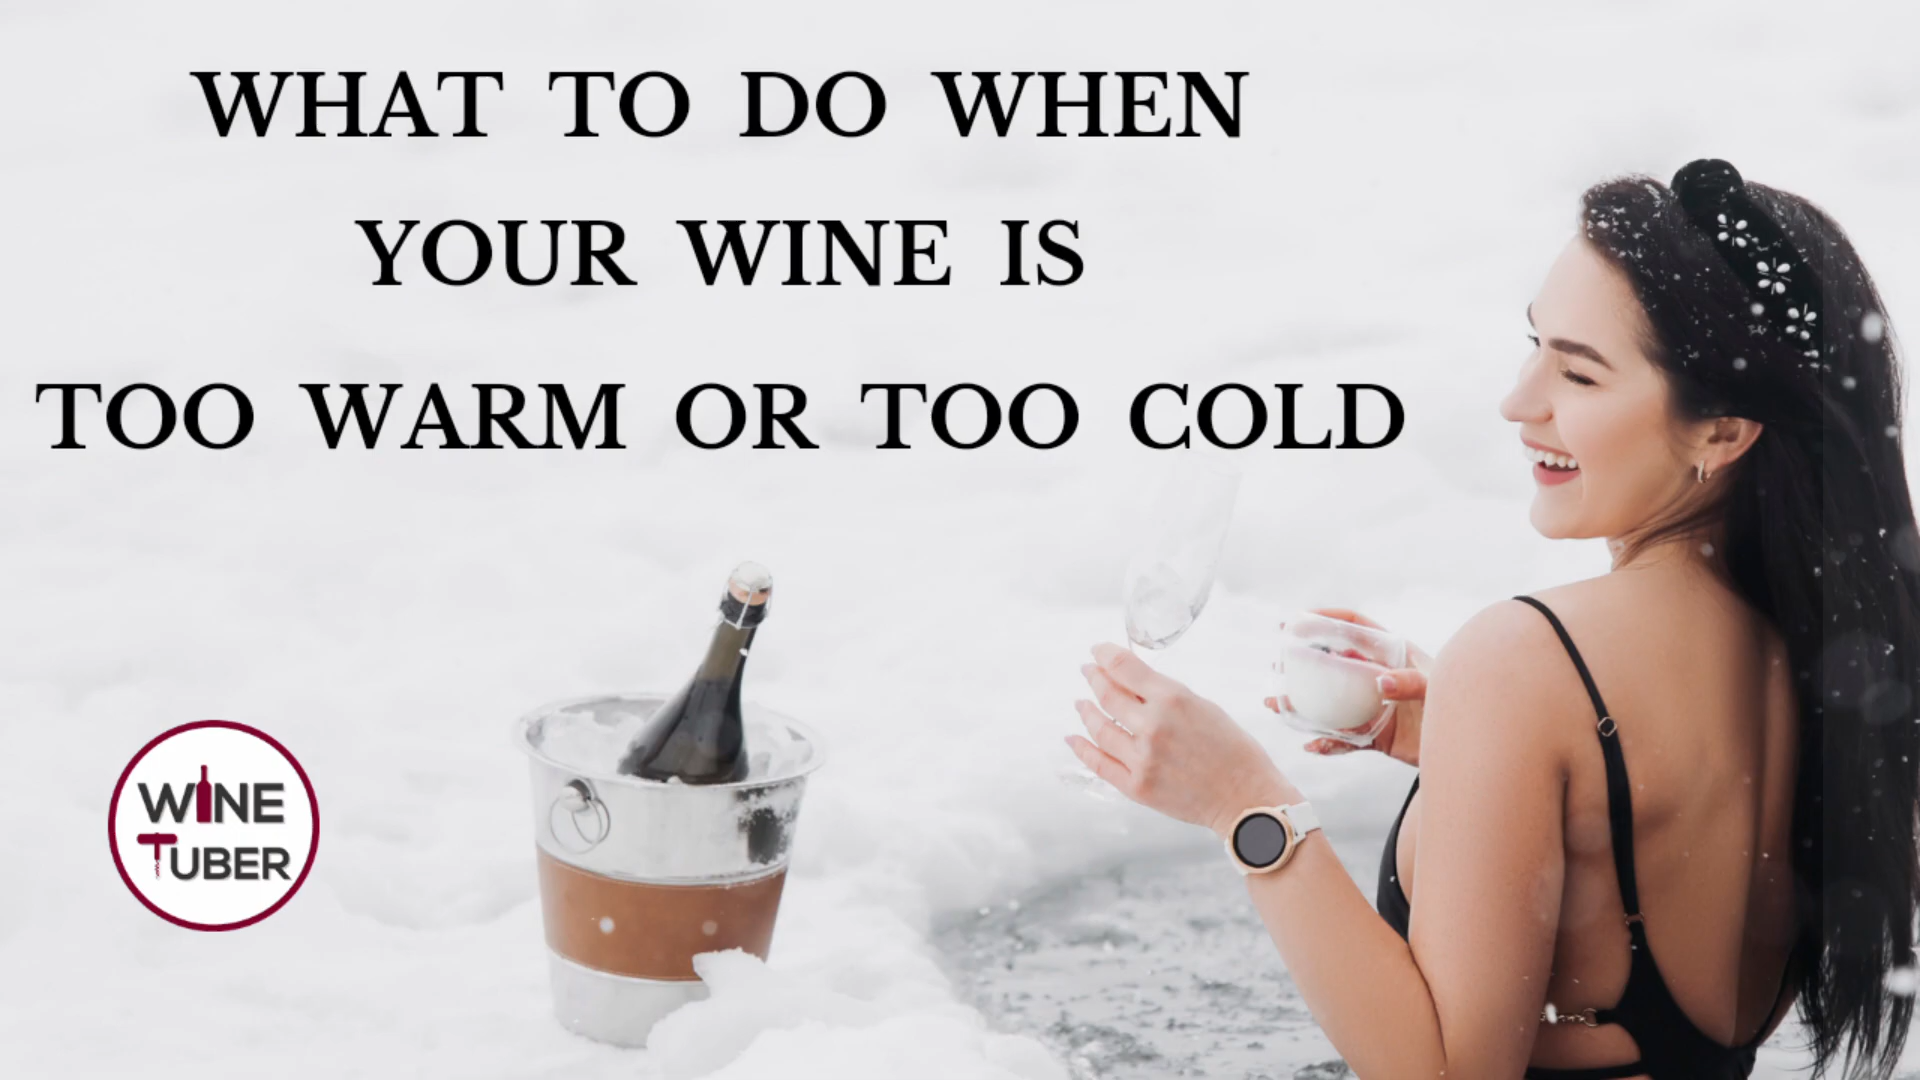 WHAT TO DO WHEN
YOUR WINE IS
TOO WARM OR TOO COLD
WINE
TUBER